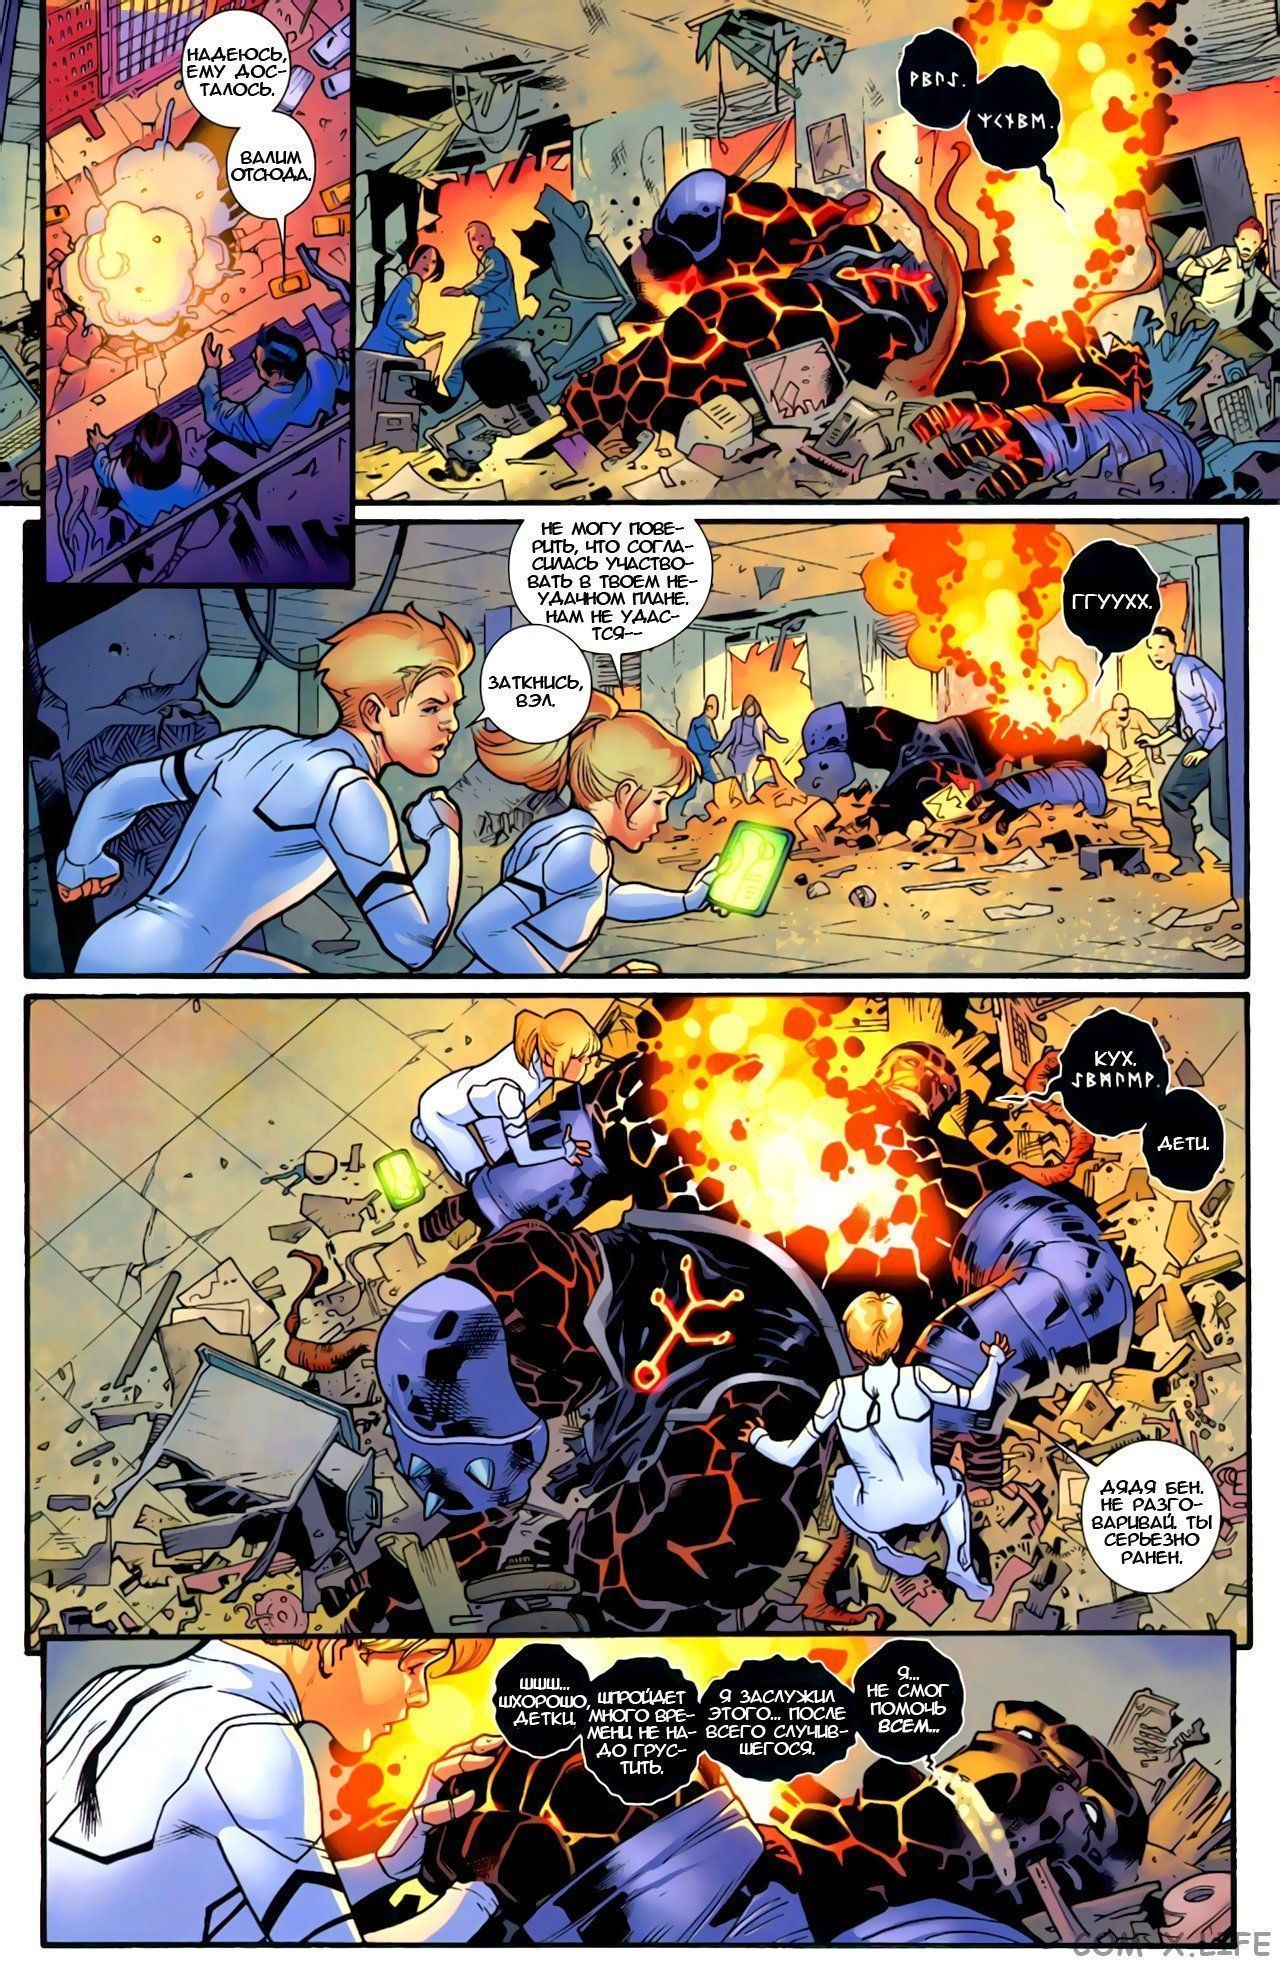 НАДЕЮСЬ,
ЕМУ ДОС-
ТАЛОСЬ.
ВАЛИМ
ОТСЮДА.
НЕ МОГУ ПОВЕ-
РИТЬ, ЧТО СОГЛА-
СИЛАСЬ УЧАСТВО-
ВАТЬ В ТВОЕМ НЕ-
УДАЧНОМ ПЛАНЕ.
НАМ НЕ УДАС-
ТСЯ--
ЗАТКНИСЬ,
ВЭЛ.
ГГУУХХ.
КУХ.
ДЕТИ.
ДЯДЯ БЕН.
НЕ РАЗГО-
ВАРИВАЙ. ТЫ
СЕРЬЕЗНО
РАНЕН.
ШШШ...
ШХОРОШО,
ДЕТКИ.
ШПРОЙДЕТ
МНОГО ВРЕ-
МЕНИ. НЕ НА-
ДО ГРУС-
ТИТЬ.
Я ЗАСЛУЖИЛ
ЭТОГО... ПОСЛЕ
ВСЕГО СЛУЧИВ-
ШЕГОСЯ.
Я...
НЕ СМОГ
ПОМОЧЬ
ВСЕМ...
COM-X.LIFE